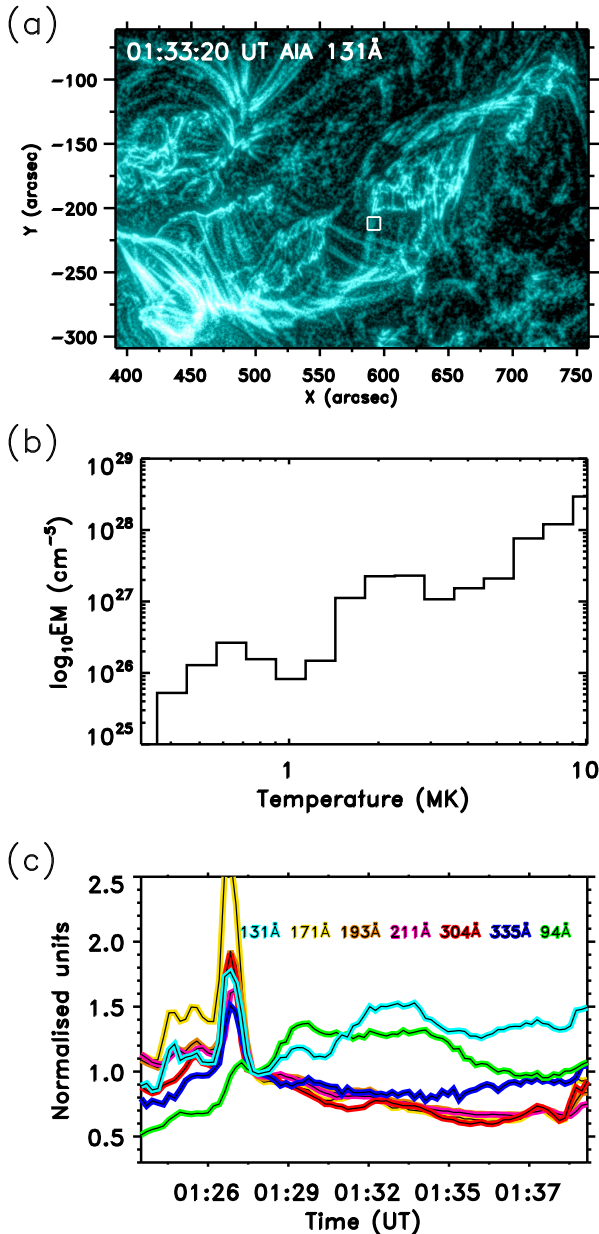 (a)
01:33:20 UT AIA 131Å
−100
−150
−200
−250
−300
Y (arcsec)
400 450 500 550 600 650 700 750
X (arcsec)
(b)
10^29
10^28
10^27
10^26
10^25
log₁₀EM (cm⁻⁵)
1 10
Temperature (MK)
(c)
2.5
2.0
1.5
1.0
0.5
Normalised units
131Å 171Å 193Å 211Å 304Å 335Å 94Å
01:26 01:29 01:32 01:35 01:37
Time (UT)